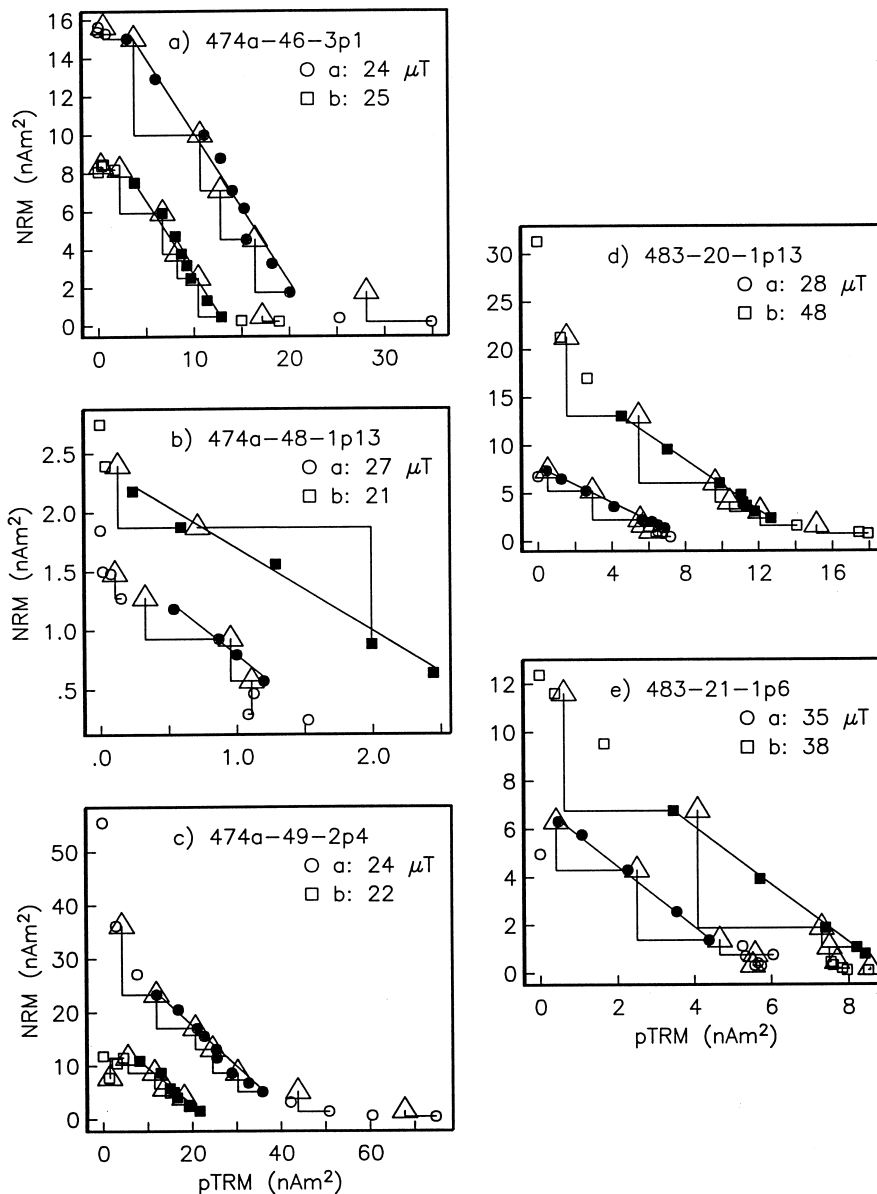 a) 474a-46-3p1
a: 24 μT
b: 25
NRM (nAm²)
16
14
12
10
8
6
4
2
0
0
10
20
30
b) 474a-48-1p13
a: 27 μT
b: 21
NRM (nAm²)
2.5
2.0
1.5
1.0
.5
.0
1.0
2.0
c) 474a-49-2p4
a: 24 μT
b: 22
NRM (nAm²)
50
40
30
20
10
0
0
20
40
60
pTRM (nAm²)
d) 483-20-1p13
a: 28 μT
b: 48
30
25
20
15
10
5
0
0
4
8
12
16
e) 483-21-1p6
a: 35 μT
b: 38
12
10
8
6
4
2
0
0
2
4
6
8
pTRM (nAm²)